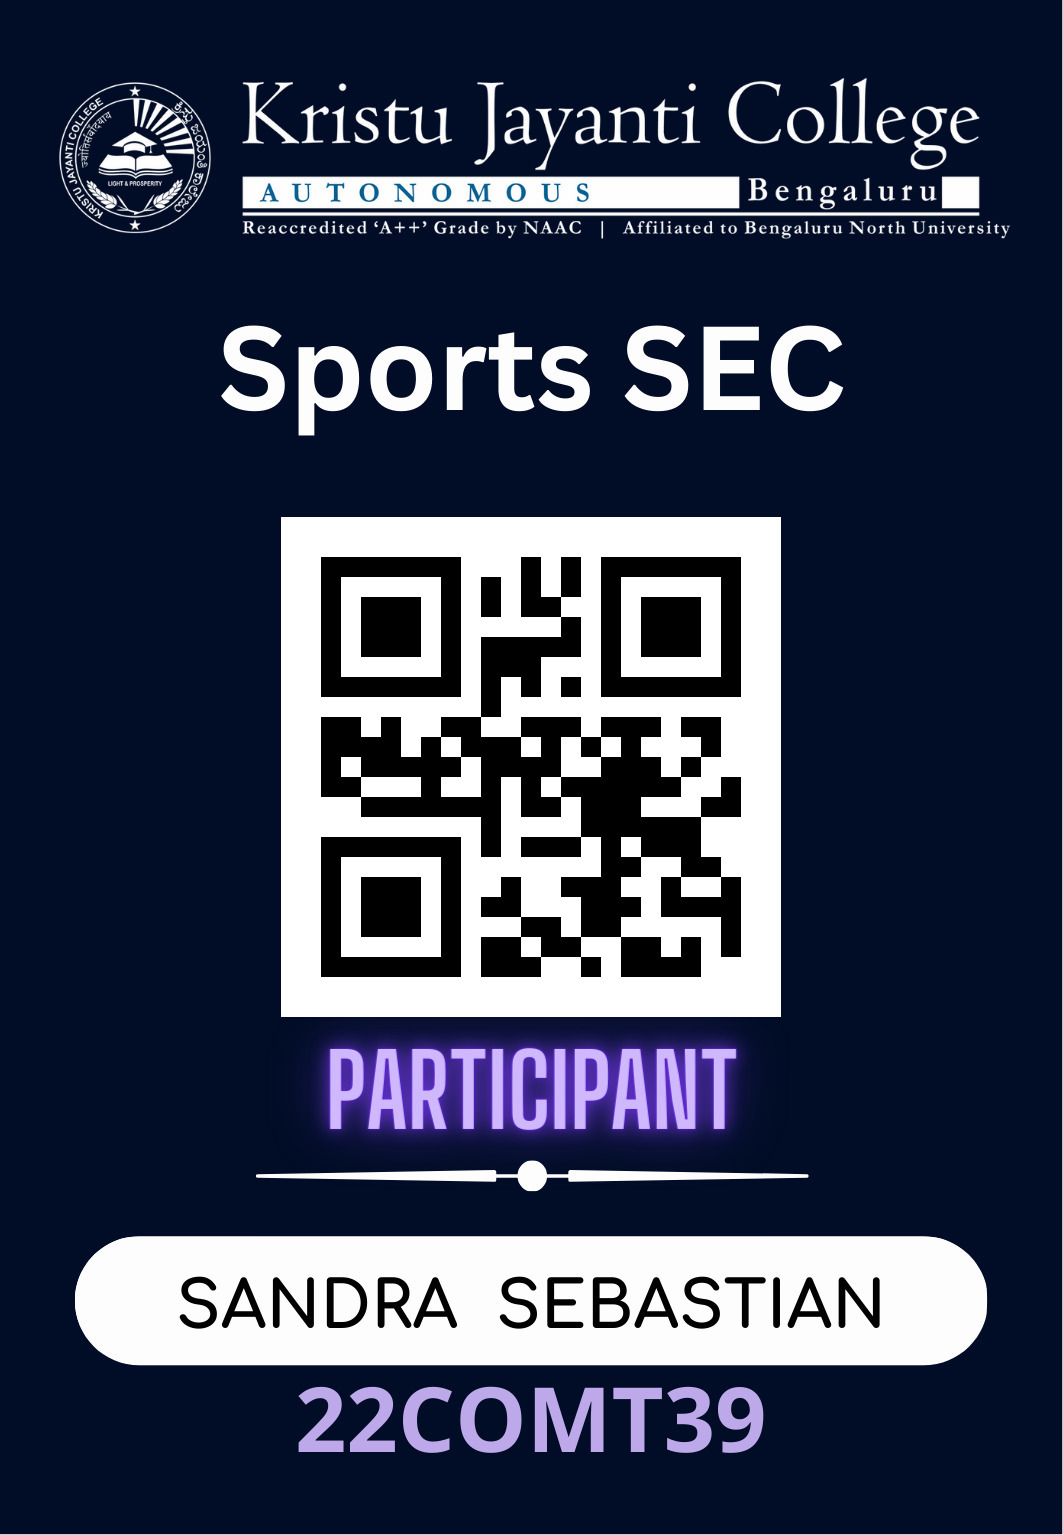 Kristu Jayanti College
AUTONOMOUS Bengaluru
Reaccredited ‘A++’ Grade by NAAC | Affiliated to Bengaluru North University
KRISTU JAYANTI COLLEGE
LIGHT & PROSPERITY
Sports SEC
PARTICIPANT
SANDRA SEBASTIAN
22COMT39